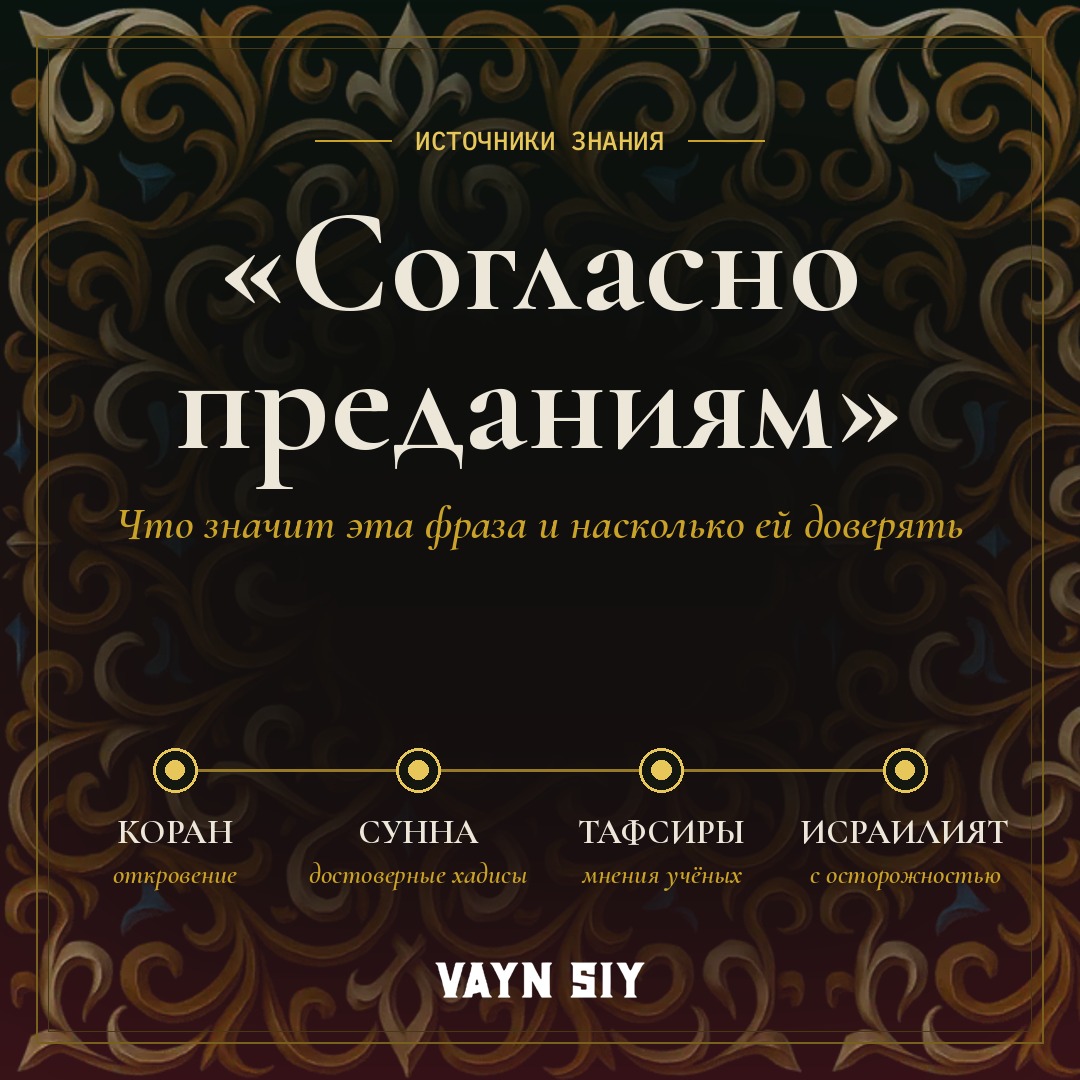 ИСТОЧНИКИ ЗНАНИЯ
«Согласно
преданиям»
Что значит эта фраза и насколько ей доверять
КОРАН СУННА ТАФСИРЫ ИСРАИЛИЯТ
откровение достоверные хадисы мнения учёных с осторожностью
VAYN SIY